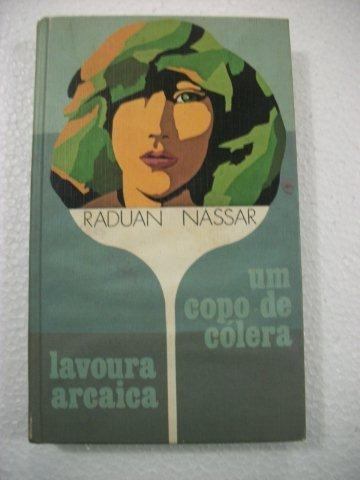 RADUAN NASSAR
um
copo de
cólera
lavoura
arcaica